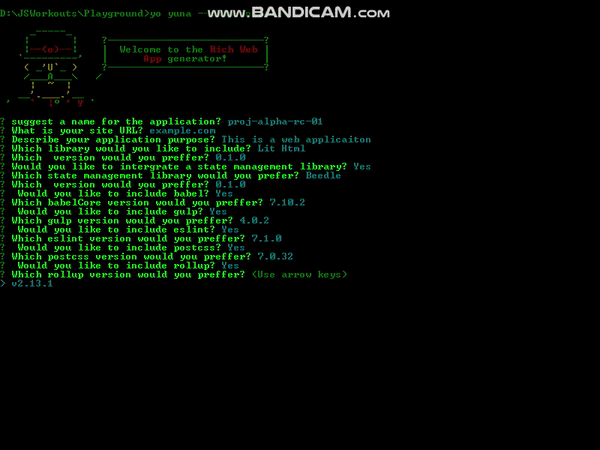 www.BANDICAM.com
D:\JSWorkouts\Playground>yo yuna
Welcome to the Rich Web
App generator!
? suggest a name for the application? proj-alpha-rc-01
? What is your site URL? example.com
? Describe your application purpose? This is a web applicaiton
? Which library would you like to include? Lit Html
? Which  version would you preffer? 0.1.0
? Would you like to intergrate a state management library? Yes
? Which state management library would you prefer? Beedle
? Which  version would you preffer? 0.1.0
?  Would you like to include babel? Yes
? Which babelCore version would you preffer? 7.10.2
?  Would you like to include gulp? Yes
? Which gulp version would you preffer? 4.0.2
?  Would you like to include eslint? Yes
? Which eslint version would you preffer? 7.1.0
?  Would you like to include postcss? Yes
? Which postcss version would you preffer? 7.0.32
?  Would you like to include rollup? Yes
? Which rollup version would you preffer? (Use arrow keys)
> v2.13.1